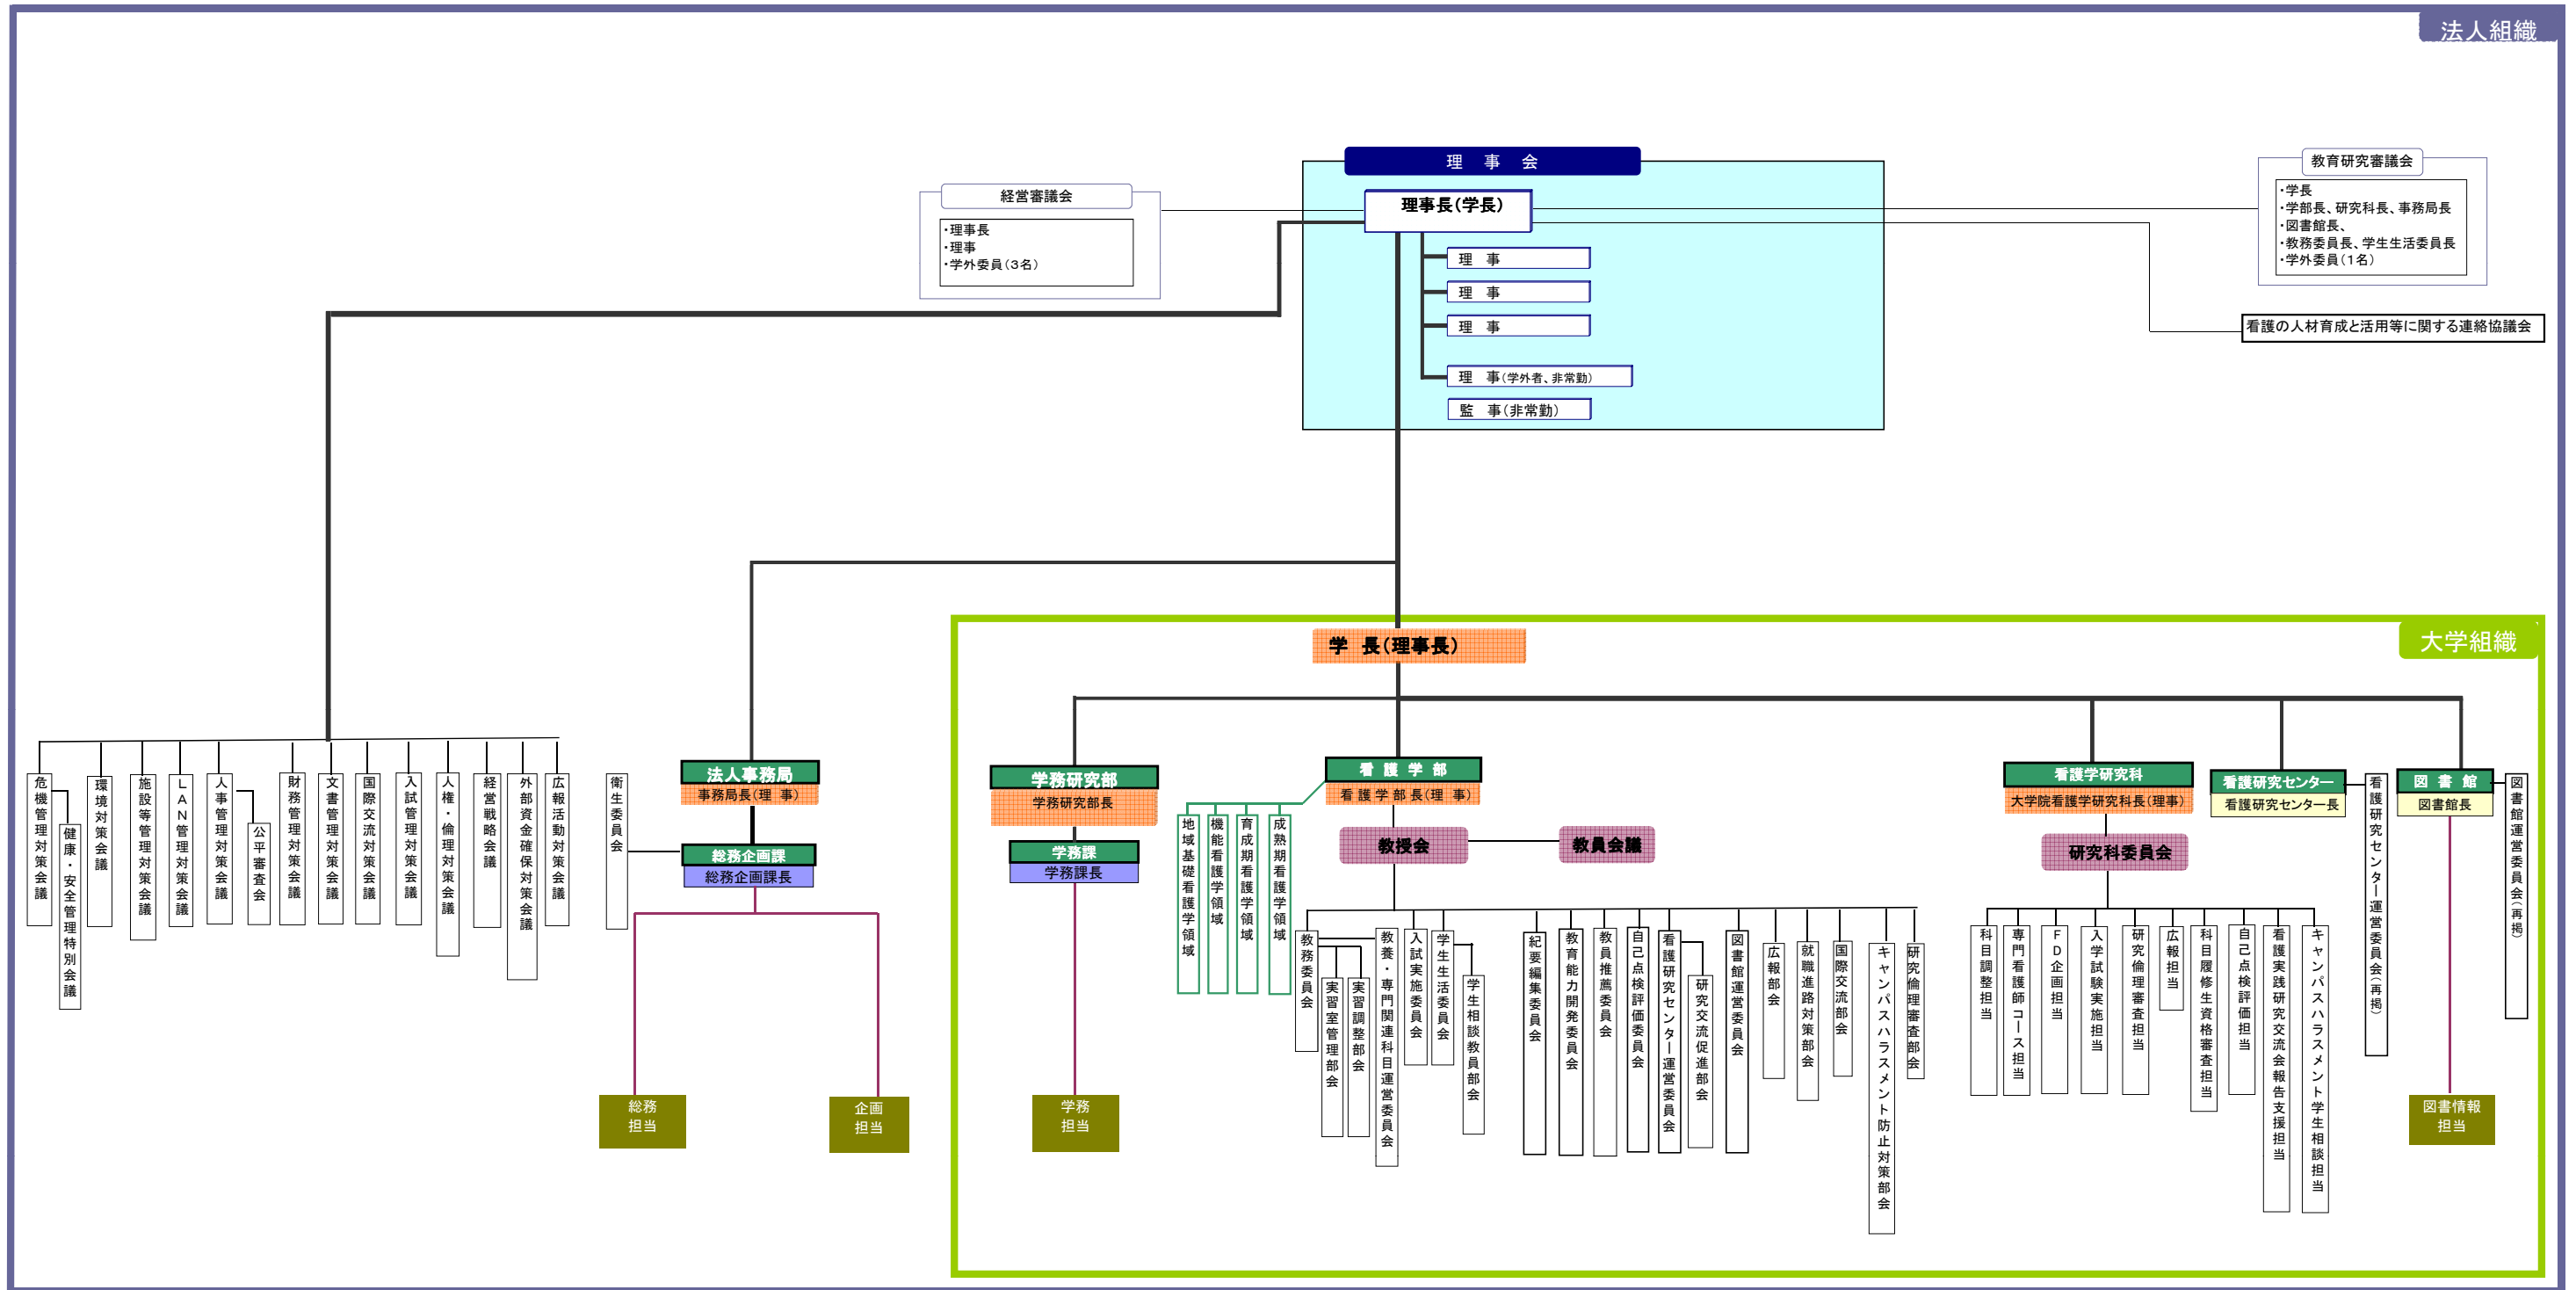 法人組織
理 事 会
経営審議会
・理事長
・理事
・学外委員(３名)
理事長(学長)
理 事
理 事
理 事
理 事(学外者、非常勤)
監 事(非常勤)
教育研究審議会
・学長
・学部長、研究科長、事務局長
・図書館長、
・教務委員長、学生生活委員長
・学外委員(１名)
看護の人材育成と活用等に関する連絡協議会
大学組織
学 長(理事長)
危機管理対策会議
健康・安全管理特別会議
環境対策会議
施設等管理対策会議
ＬＡＮ管理対策会議
人事管理対策会議
公平審査会
財務管理対策会議
文書管理対策会議
国際交流対策会議
入試管理対策会議
人権・倫理対策会議
経営戦略会議
外部資金確保対策会議
広報活動対策会議
衛生委員会
法人事務局
事務局長(理 事)
総務企画課
総務企画課長
総務
担当
企画
担当
学務研究部
学務研究部長
学務課
学務課長
学務
担当
看 護 学 部
看 護 学 部 長(理 事)
地域基礎看護学領域
機能看護学領域
育成期看護学領域
成熟期看護学領域
教授会
教員会議
教務委員会
実習室管理部会
実習調整部会
教養・専門関連科目運営委員会
入試実施委員会
学生生活委員会
学生相談教員部会
紀要編集委員会
教育能力開発委員会
教員推薦委員会
自己点検評価委員会
看護研究センター運営委員会
研究交流促進部会
図書館運営委員会
広報部会
就職進路対策部会
国際交流部会
キャンパスハラスメント防止対策部会
研究倫理審査部会
看護学研究科
大学院看護学研究科長(理事)
研究科委員会
科目調整担当
専門看護師コース担当
ＦＤ企画担当
入学試験実施担当
研究倫理審査担当
広報担当
科目履修生資格審査担当
自己点検評価担当
看護実践研究交流会報告支援担当
キャンパスハラスメント学生相談担当
看護研究センター
看護研究センター長
看護研究センター運営委員会(再掲)
図 書 館
図書館長
図書館運営委員会(再掲)
図書情報
担当